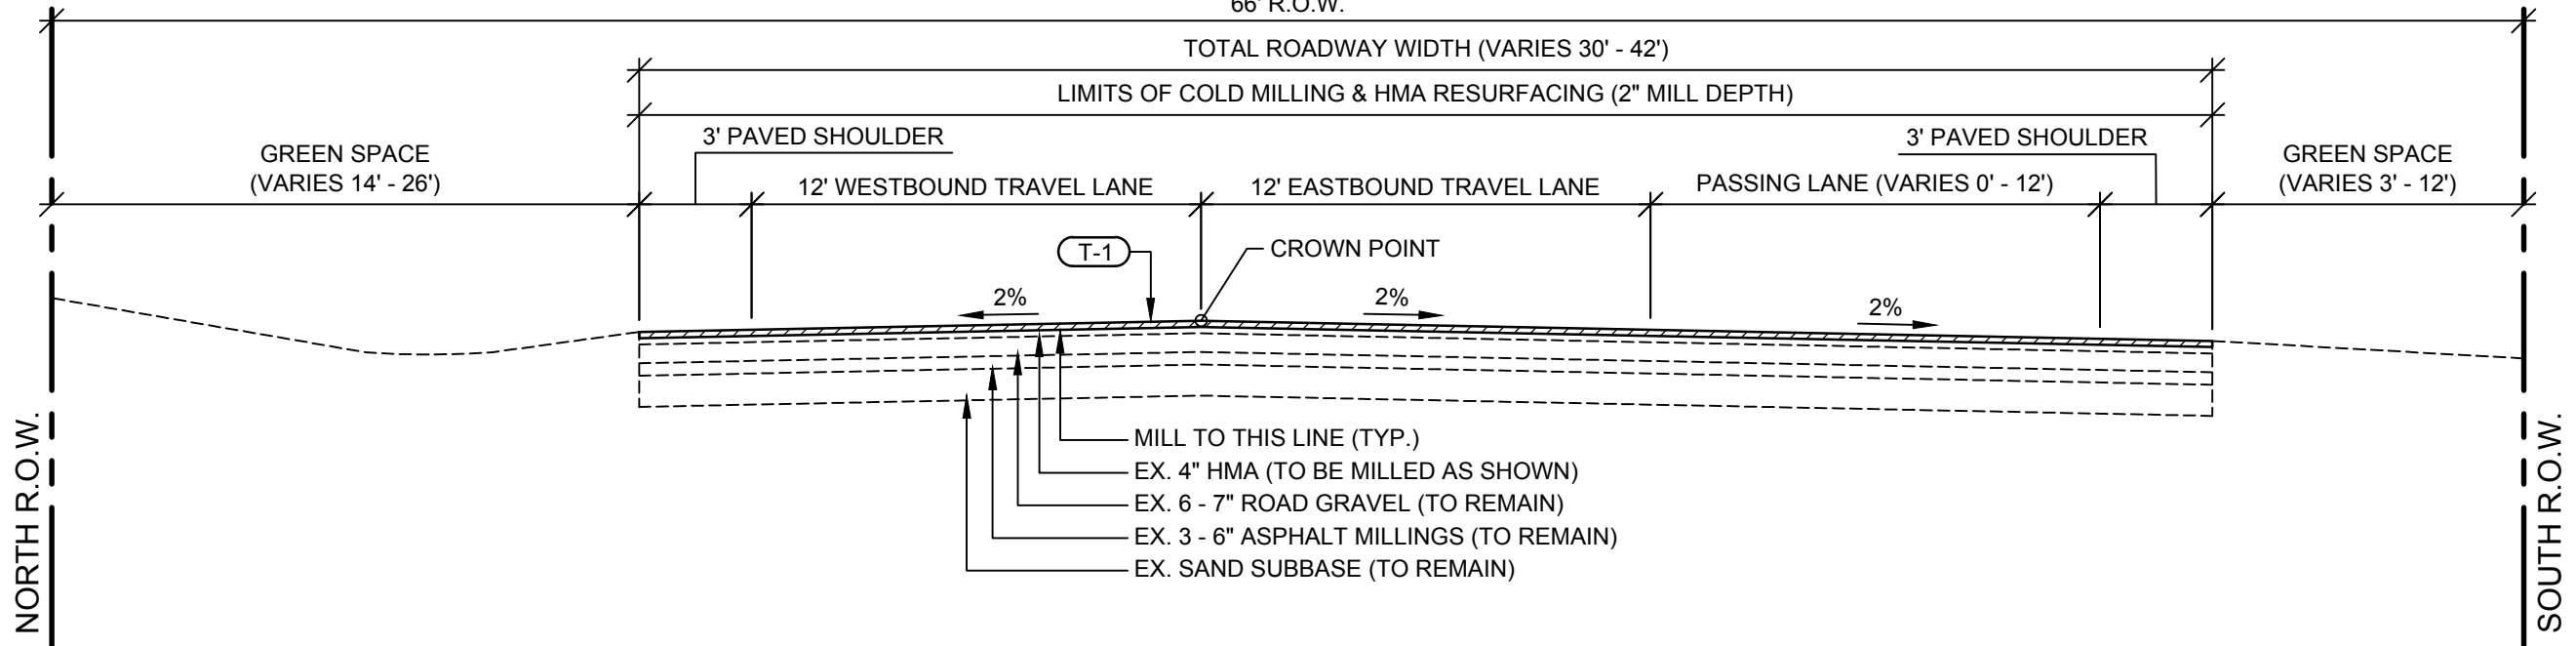 66' R.O.W.
TOTAL ROADWAY WIDTH (VARIES 30' - 42')
LIMITS OF COLD MILLING & HMA RESURFACING (2" MILL DEPTH)
3' PAVED SHOULDER
3' PAVED SHOULDER
GREEN SPACE
(VARIES 14' - 26')
12' WESTBOUND TRAVEL LANE
12' EASTBOUND TRAVEL LANE
PASSING LANE (VARIES 0' - 12')
GREEN SPACE
(VARIES 3' - 12')
T-1
CROWN POINT
2%
2%
2%
MILL TO THIS LINE (TYP.)
EX. 4" HMA (TO BE MILLED AS SHOWN)
EX. 6 - 7" ROAD GRAVEL (TO REMAIN)
EX. 3 - 6" ASPHALT MILLINGS (TO REMAIN)
EX. SAND SUBBASE (TO REMAIN)
NORTH R.O.W.
SOUTH R.O.W.